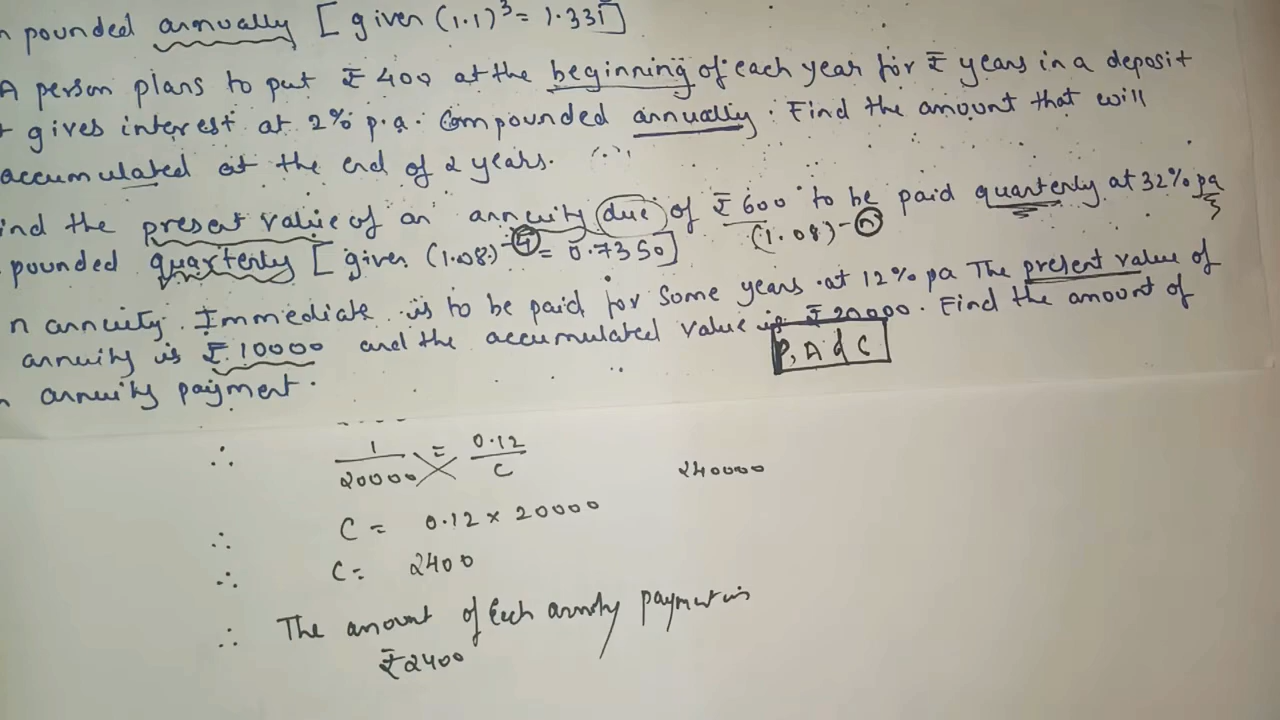 n pounded annually [ given (1.1)³ = 1.331]
A person plans to put ₹ 400 at the beginning of each year for ₹ years in a deposit
t gives interest at 2% p.a. Compounded annually. Find the amount that will
accumulated at the end of 2 years.
ind the present value of an annuity due of ₹ 600 to be paid quarterly at 32% pa
(1.08)⁻ⁿ
pounded quarterly [ given (1.08)⁻⁴ = 0.7350]
n annuity Immediate is to be paid for Some years at 12% pa The present value of
annuity is ₹ 10000 and the accumulated value is ₹ 20000. Find the amount of
annuity payment.
P, A d C
∴ 1/20000 = 0.12/C
240000
∴ C = 0.12 × 20000
∴ C = 2400
∴ The amount of Each annity payment is
₹ 2400